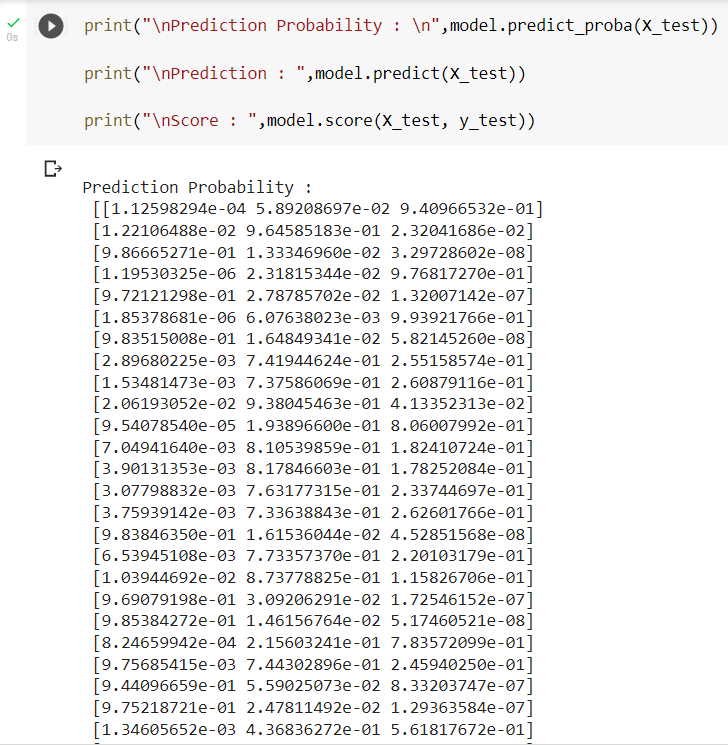 print("\nPrediction Probability : \n",model.predict_proba(X_test))
0s
print("\nPrediction : ",model.predict(X_test))
print("\nScore : ",model.score(X_test, y_test))
Prediction Probability :
[[1.12598294e-04 5.89208697e-02 9.40966532e-01]
[1.22106488e-02 9.64585183e-01 2.32041686e-02]
[9.86665271e-01 1.33346960e-02 3.29728602e-08]
[1.19530325e-06 2.31815344e-02 9.76817270e-01]
[9.72121298e-01 2.78785702e-02 1.32007142e-07]
[1.85378681e-06 6.07638023e-03 9.93921766e-01]
[9.83515008e-01 1.64849341e-02 5.82145260e-08]
[2.89680225e-03 7.41944624e-01 2.55158574e-01]
[1.53481473e-03 7.37586069e-01 2.60879116e-01]
[2.06193052e-02 9.38045463e-01 4.13352313e-02]
[9.54078540e-05 1.93896600e-01 8.06007992e-01]
[7.04941640e-03 8.10539859e-01 1.82410724e-01]
[3.90131353e-03 8.17846603e-01 1.78252084e-01]
[3.07798832e-03 7.63177315e-01 2.33744697e-01]
[3.75939142e-03 7.33638843e-01 2.62601766e-01]
[9.83846350e-01 1.61536044e-02 4.52851568e-08]
[6.53945108e-03 7.73357370e-01 2.20103179e-01]
[1.03944692e-02 8.73778825e-01 1.15826706e-01]
[9.69079198e-01 3.09206291e-02 1.72546152e-07]
[9.85384272e-01 1.46156764e-02 5.17460521e-08]
[8.24659942e-04 2.15603241e-01 7.83572099e-01]
[9.75685415e-03 7.44302896e-01 2.45940250e-01]
[9.44096659e-01 5.59025073e-02 8.33203747e-07]
[9.75218721e-01 2.47811492e-02 1.29363584e-07]
[1.34605652e-03 4.36836272e-01 5.61817672e-01]